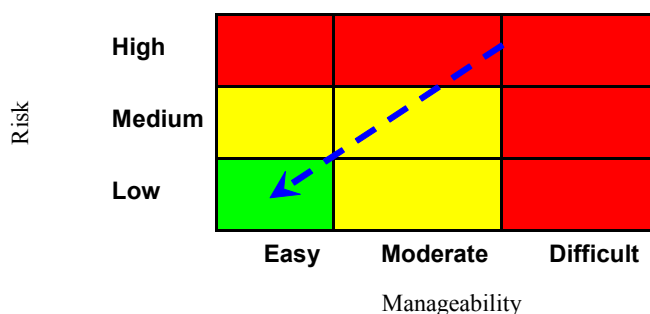 High
Medium
Low
Risk
Easy Moderate Difficult
Manageability